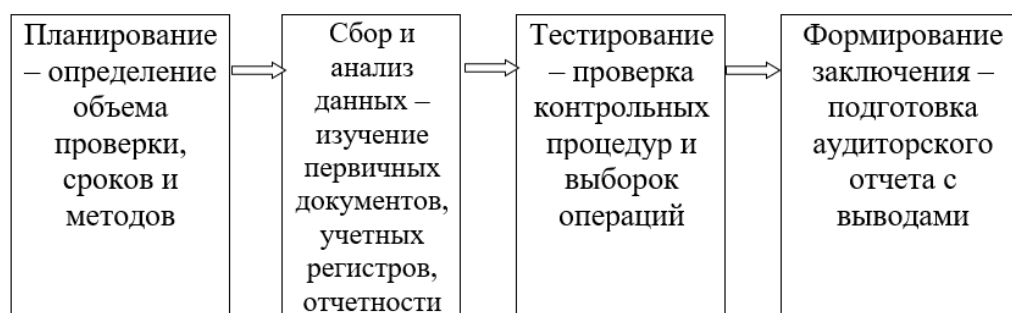 Планирование
– определение
объема
проверки,
сроков и
методов
Сбор и
анализ
данных –
изучение
первичных
документов,
учетных
регистров,
отчетности
Тестирование
– проверка
контрольных
процедур и
выборок
операций
Формирование
заключения –
подготовка
аудиторского
отчета с
выводами